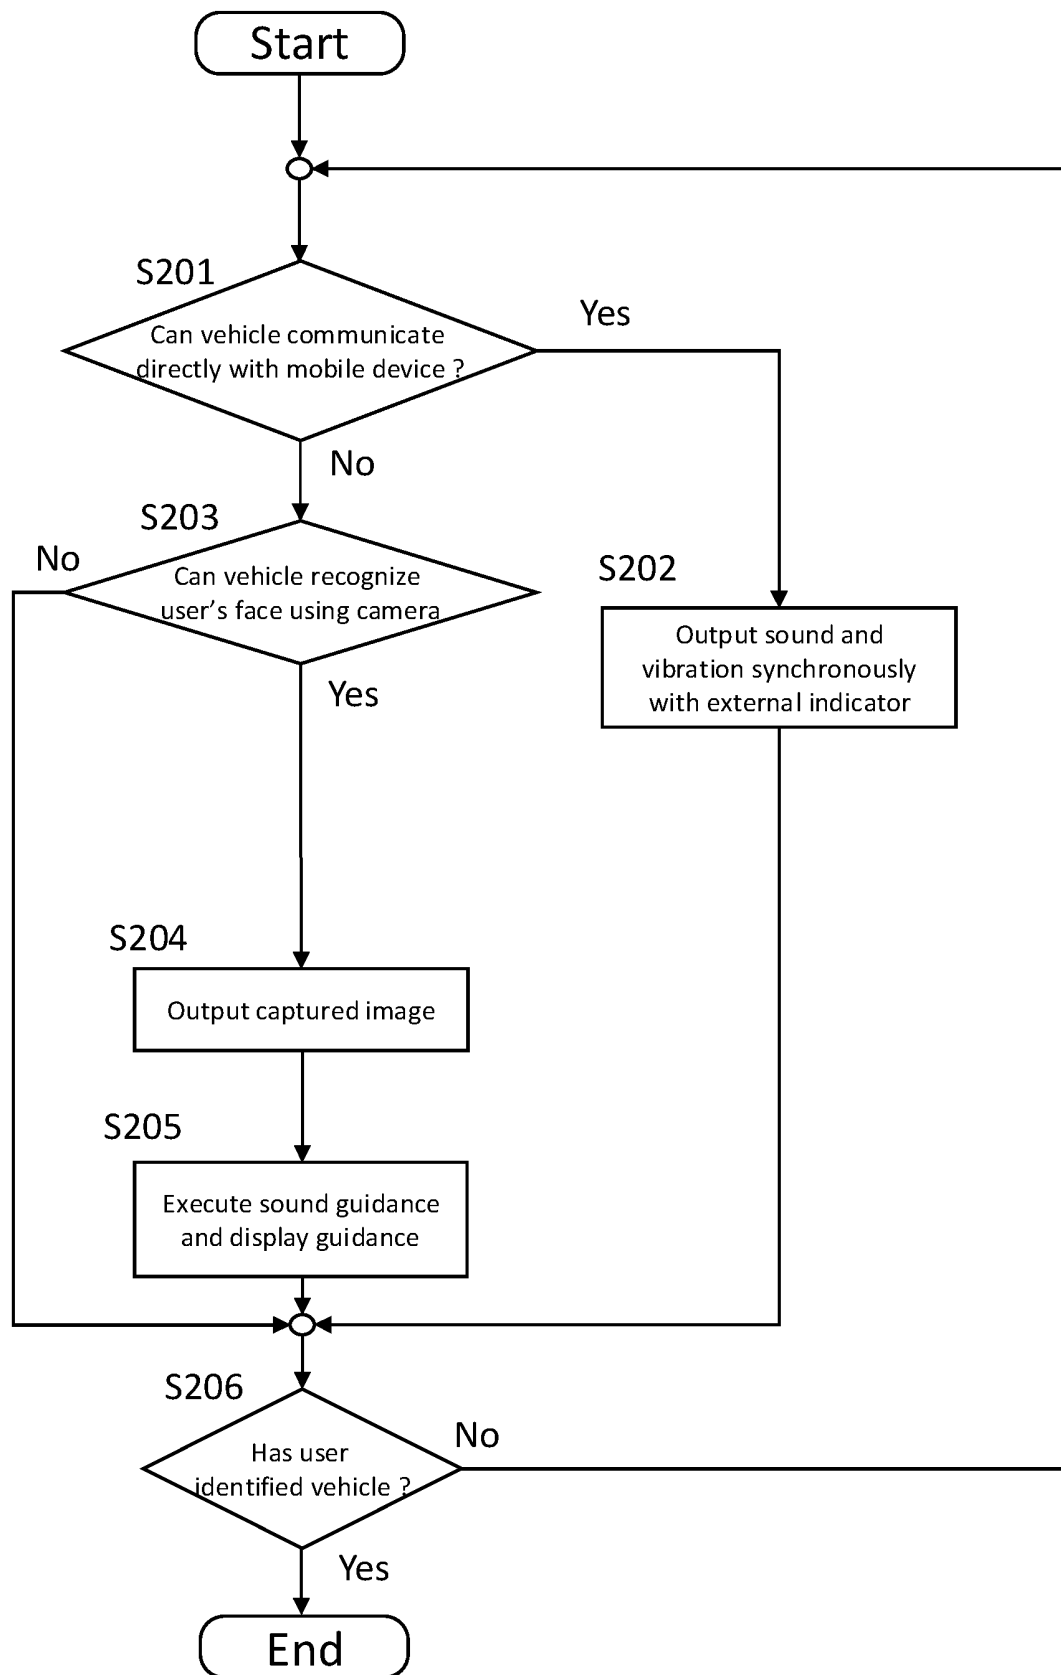 Start
S201
Can vehicle communicate
directly with mobile device ?
Yes
No
S203
No
Can vehicle recognize
user’s face using camera
Yes
S202
Output sound and
vibration synchronously
with external indicator
S204
Output captured image
S205
Execute sound guidance
and display guidance
S206
Has user
identified vehicle ?
No
Yes
End